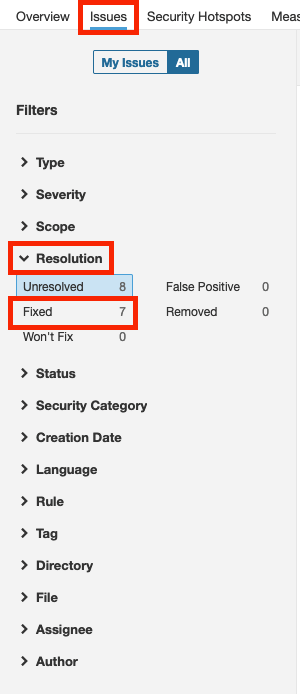 Overview Issues Security Hotspots Meas
My Issues All
Filters
Type
Severity
Scope
Resolution
Unresolved 8 False Positive 0
Fixed 7 Removed 0
Won't Fix 0
Status
Security Category
Creation Date
Language
Rule
Tag
Directory
File
Assignee
Author